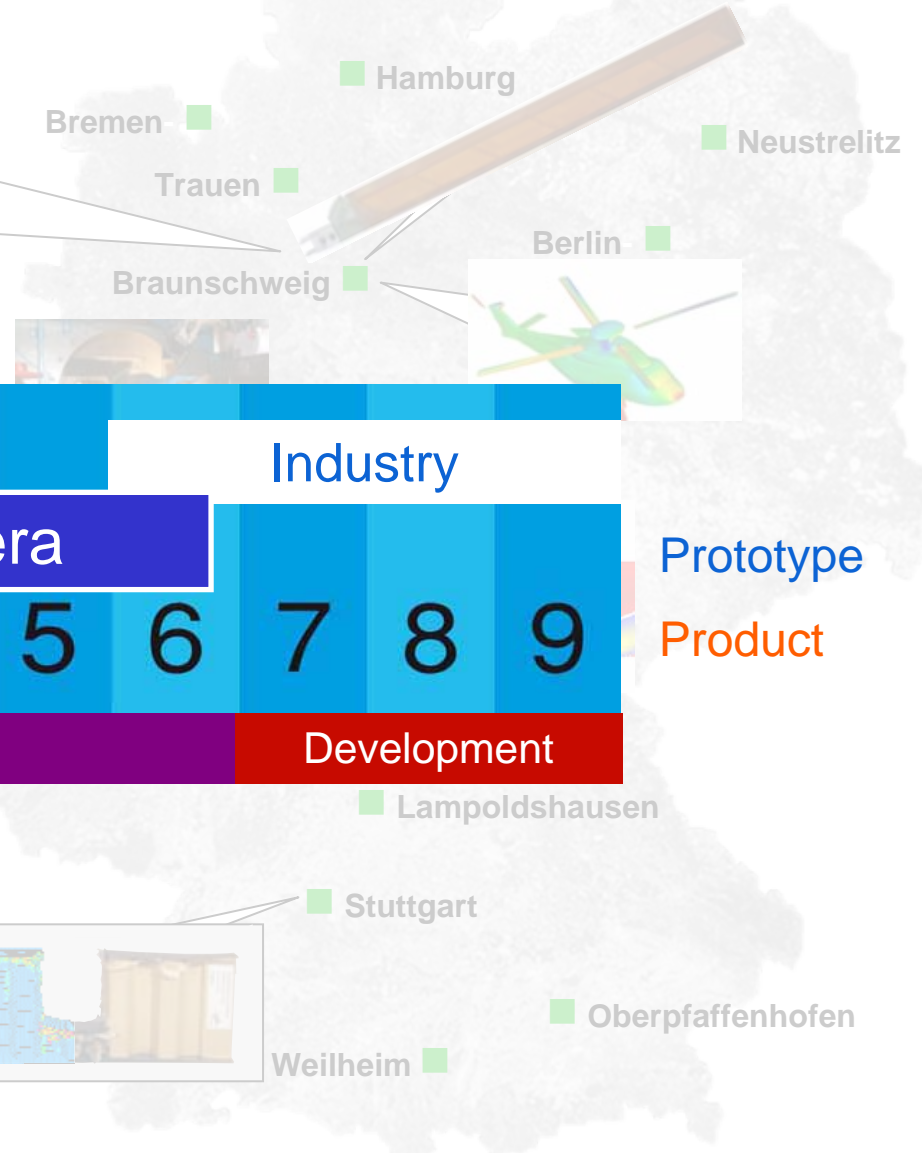 Hamburg
Bremen
Neustrelitz
Trauen
Berlin
Braunschweig
Industry
era
Prototype
5 6 7 8 9
Product
Development
Lampoldshausen
Stuttgart
Oberpfaffenhofen
Weilheim